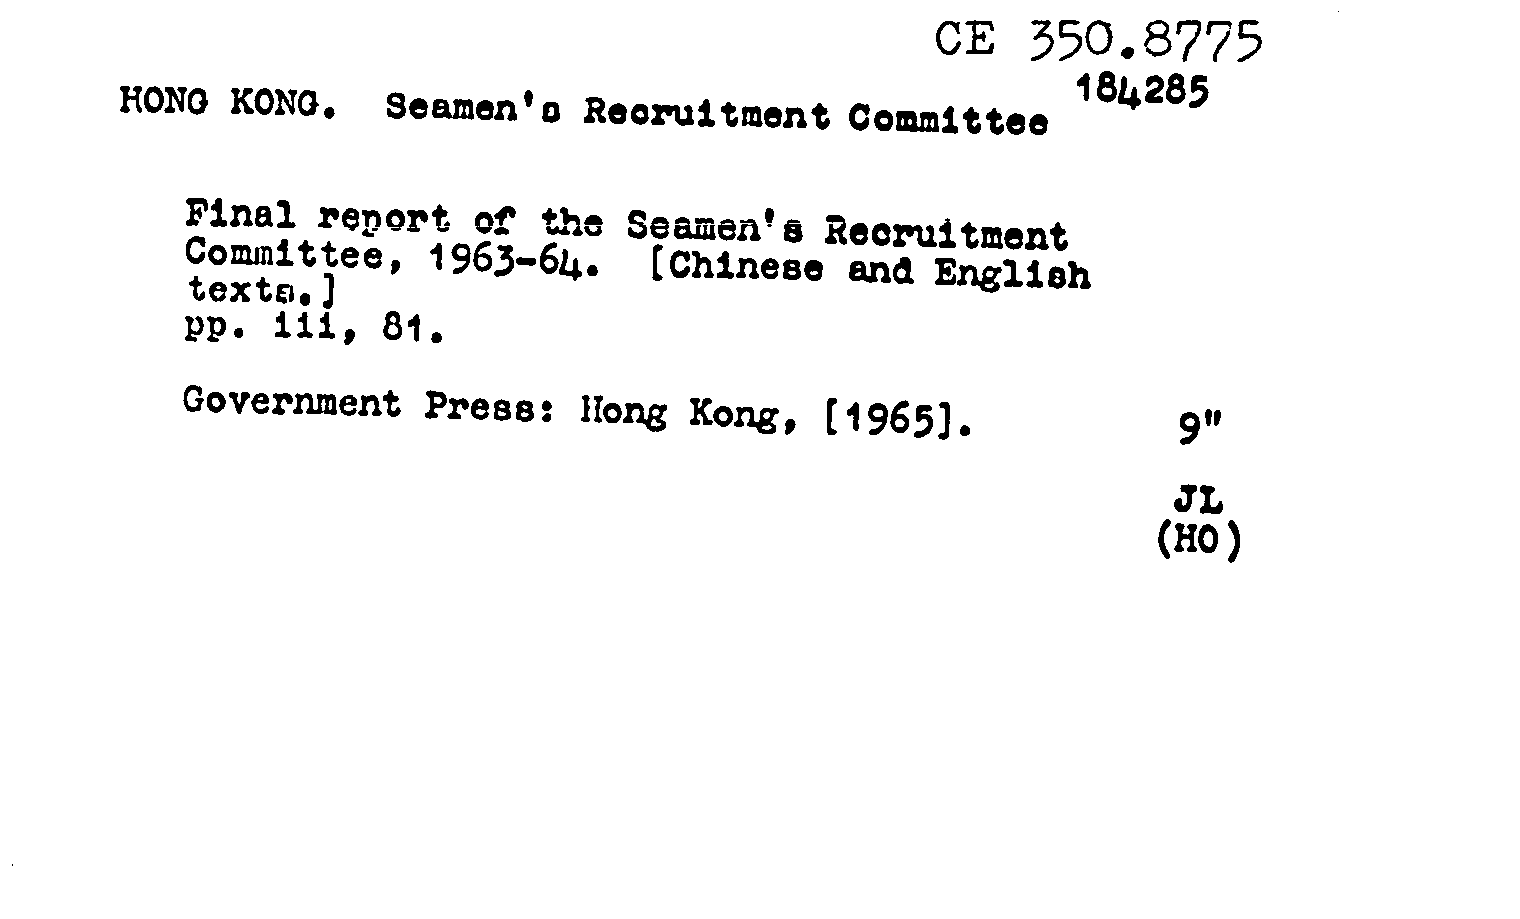 CE 350.8775
184285
HONG KONG. Seamen's Recruitment Committee
Final report of the Seamen's Recruitment
Committee, 1963-64. [Chinese and English
texts.]
pp. iii, 81.
Government Press: Hong Kong, [1965].
9"
JL
(HO)